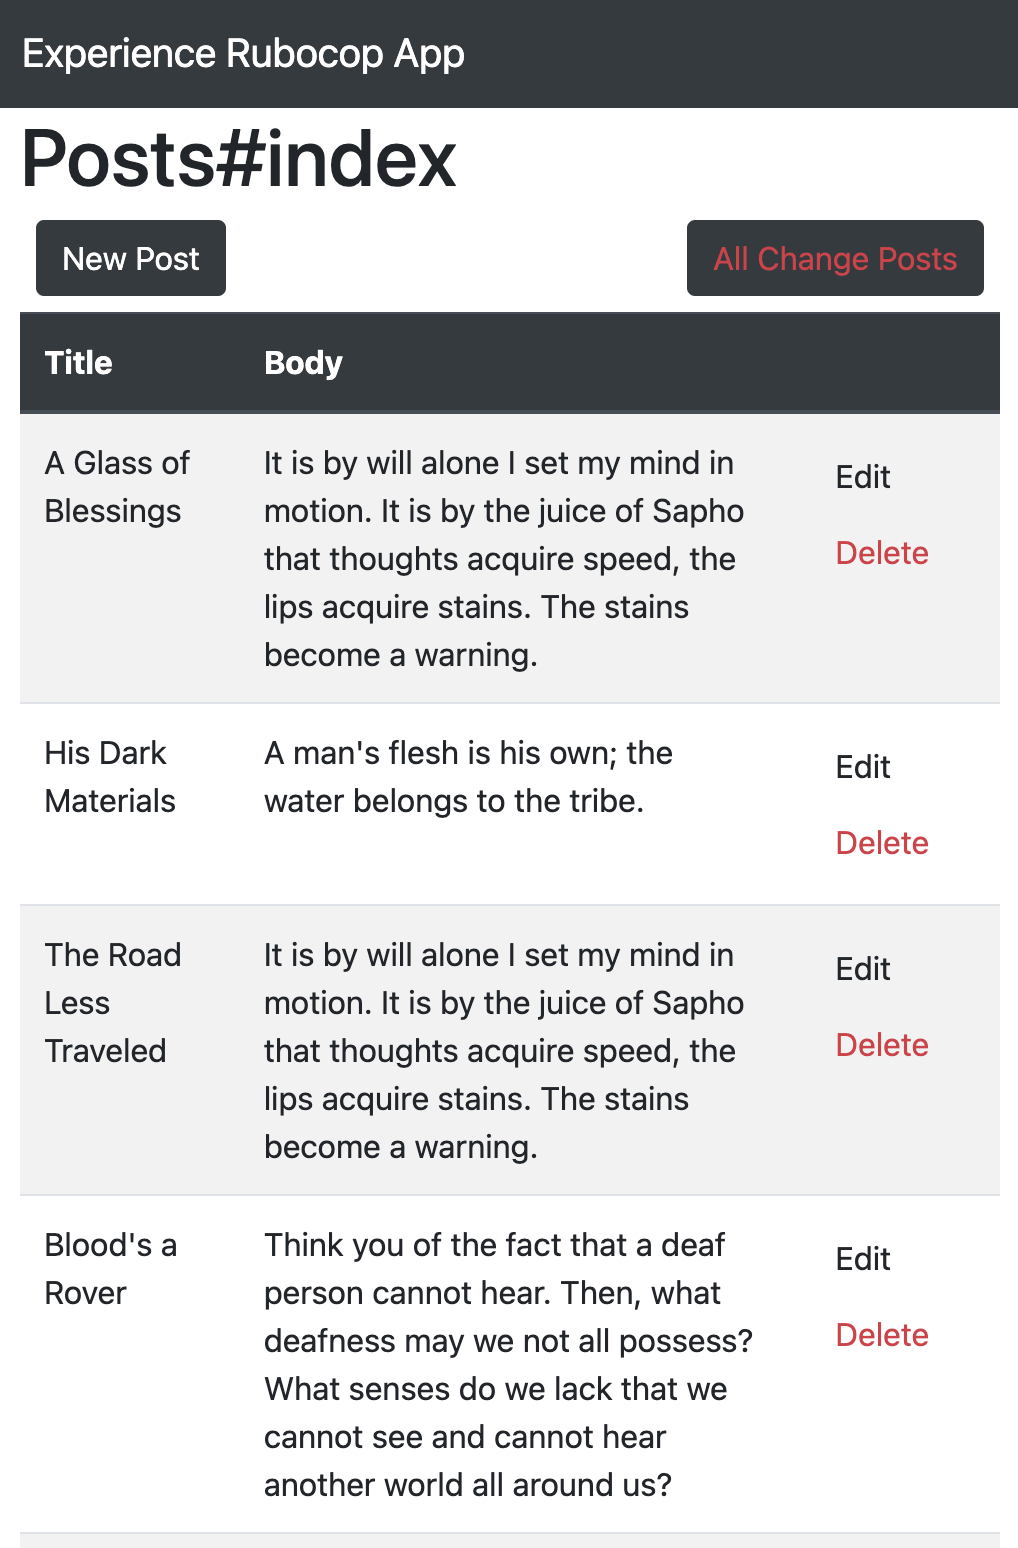 Experience Rubocop App
Posts#index
New Post
All Change Posts
Title Body
A Glass of
Blessings
It is by will alone I set my mind in
motion. It is by the juice of Sapho
that thoughts acquire speed, the
lips acquire stains. The stains
become a warning.
Edit
Delete
His Dark
Materials
A man's flesh is his own; the
water belongs to the tribe.
Edit
Delete
The Road
Less
Traveled
It is by will alone I set my mind in
motion. It is by the juice of Sapho
that thoughts acquire speed, the
lips acquire stains. The stains
become a warning.
Edit
Delete
Blood's a
Rover
Think you of the fact that a deaf
person cannot hear. Then, what
deafness may we not all possess?
What senses do we lack that we
cannot see and cannot hear
another world all around us?
Edit
Delete